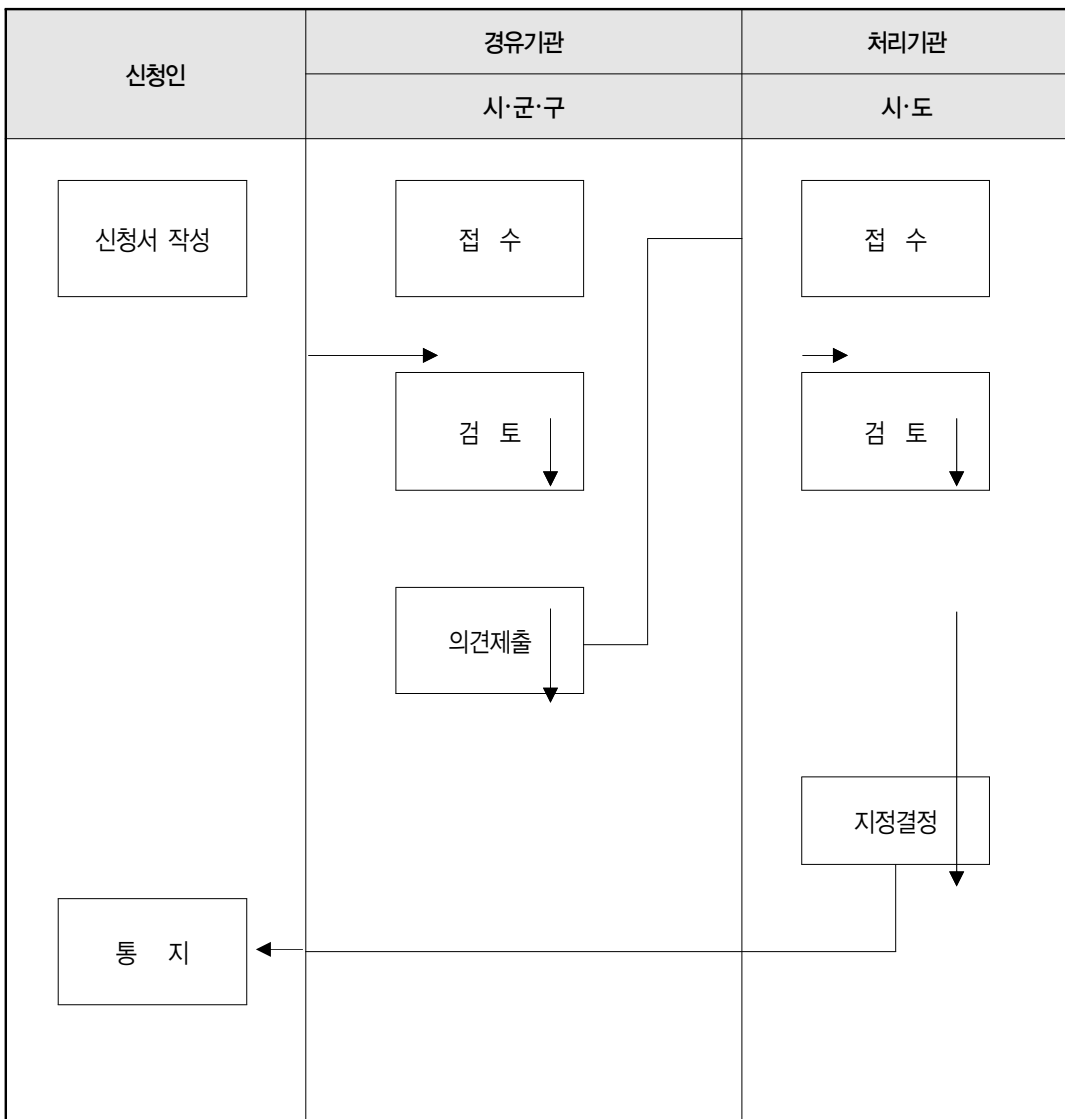 신청인
경유기관
처리기관
시·군·구
시·도
신청서 작성
접 수
접 수
검 토
검 토
의견제출
지정결정
통 지